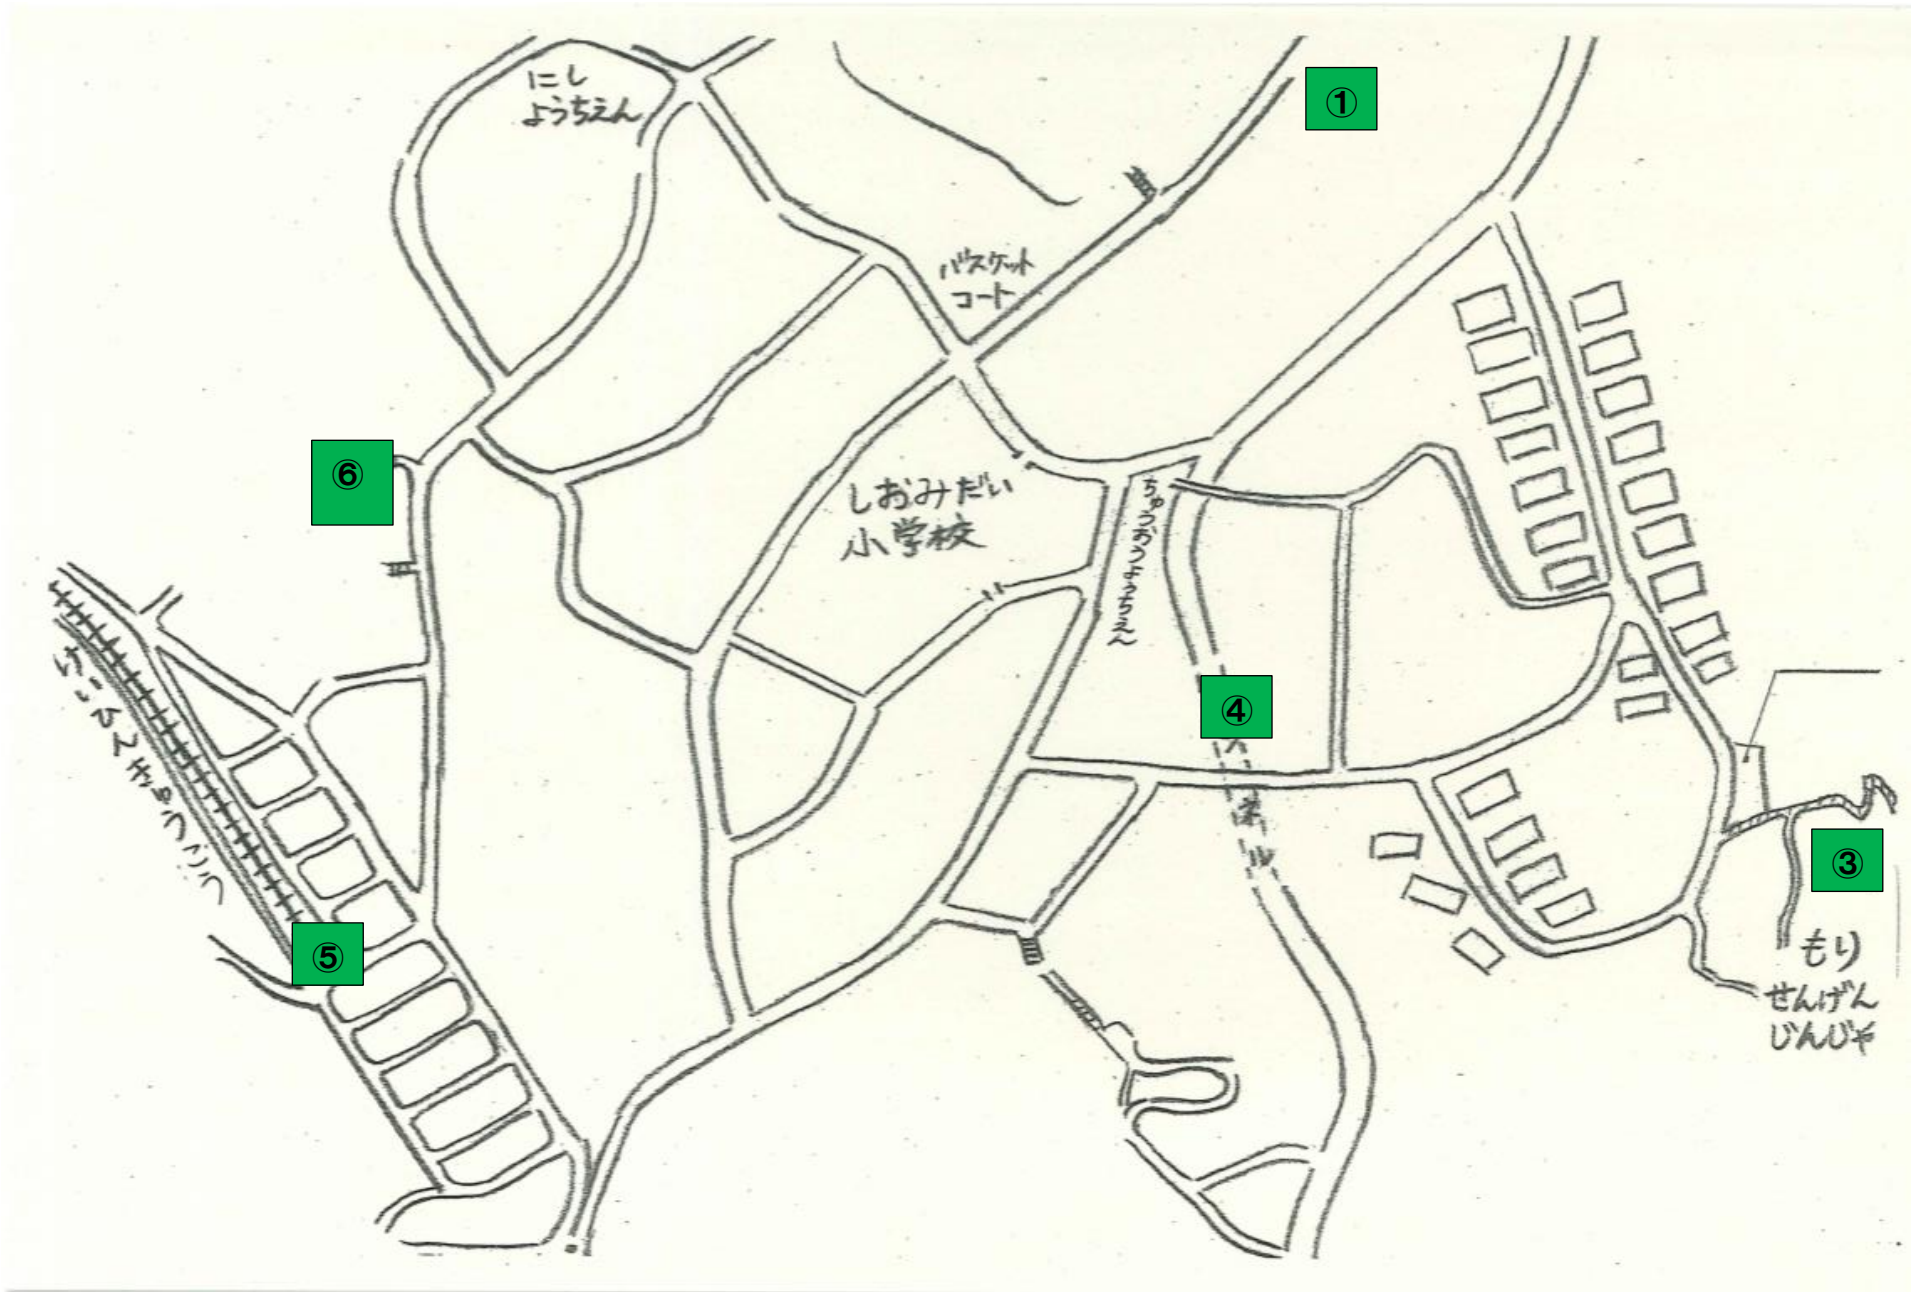 にし
ようちえん
①
バスケット
コート
⑥
しおみだい
小学校
ちゅうおうようちえん
けいひんきゅうこう
④
ネル
③
⑤
もり
せんげん
じんじゃ